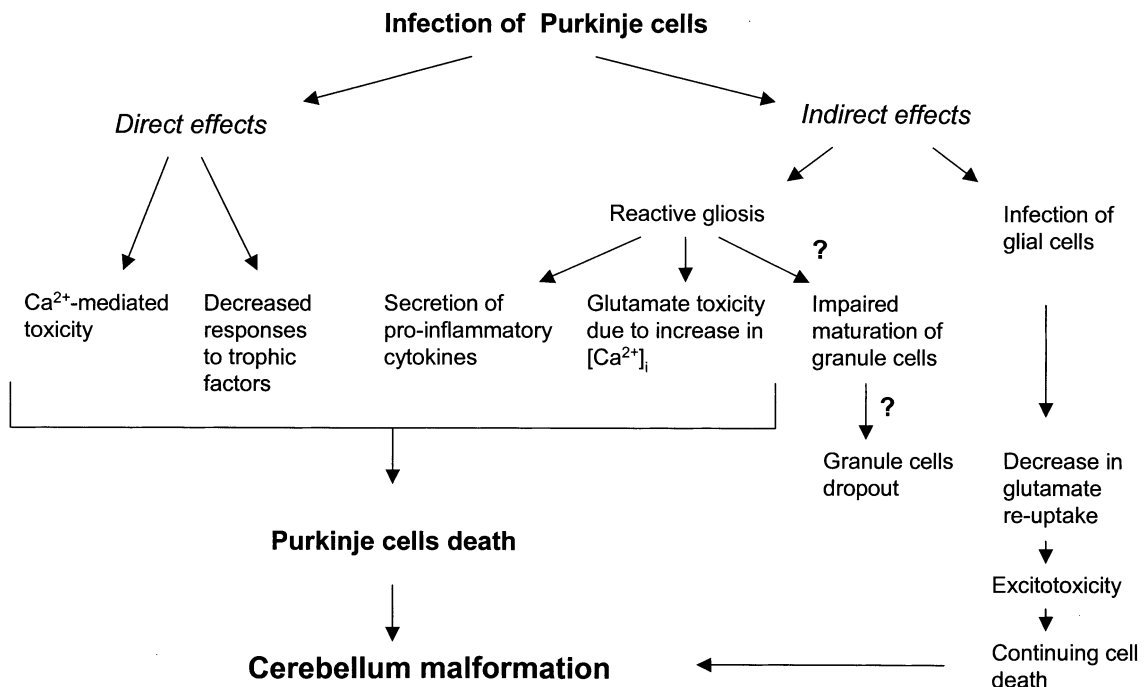 Infection of Purkinje cells
Direct effects
Indirect effects
Reactive gliosis
Infection of
glial cells
?
Ca²⁺-mediated
toxicity
Decreased
responses
to trophic
factors
Secretion of
pro-inflammatory
cytokines
Glutamate toxicity
due to increase in
[Ca²⁺]ᵢ
Impaired
maturation of
granule cells
?
Granule cells
dropout
Decrease in
glutamate
re-uptake
Purkinje cells death
Excitotoxicity
Cerebellum malformation
Continuing cell
death